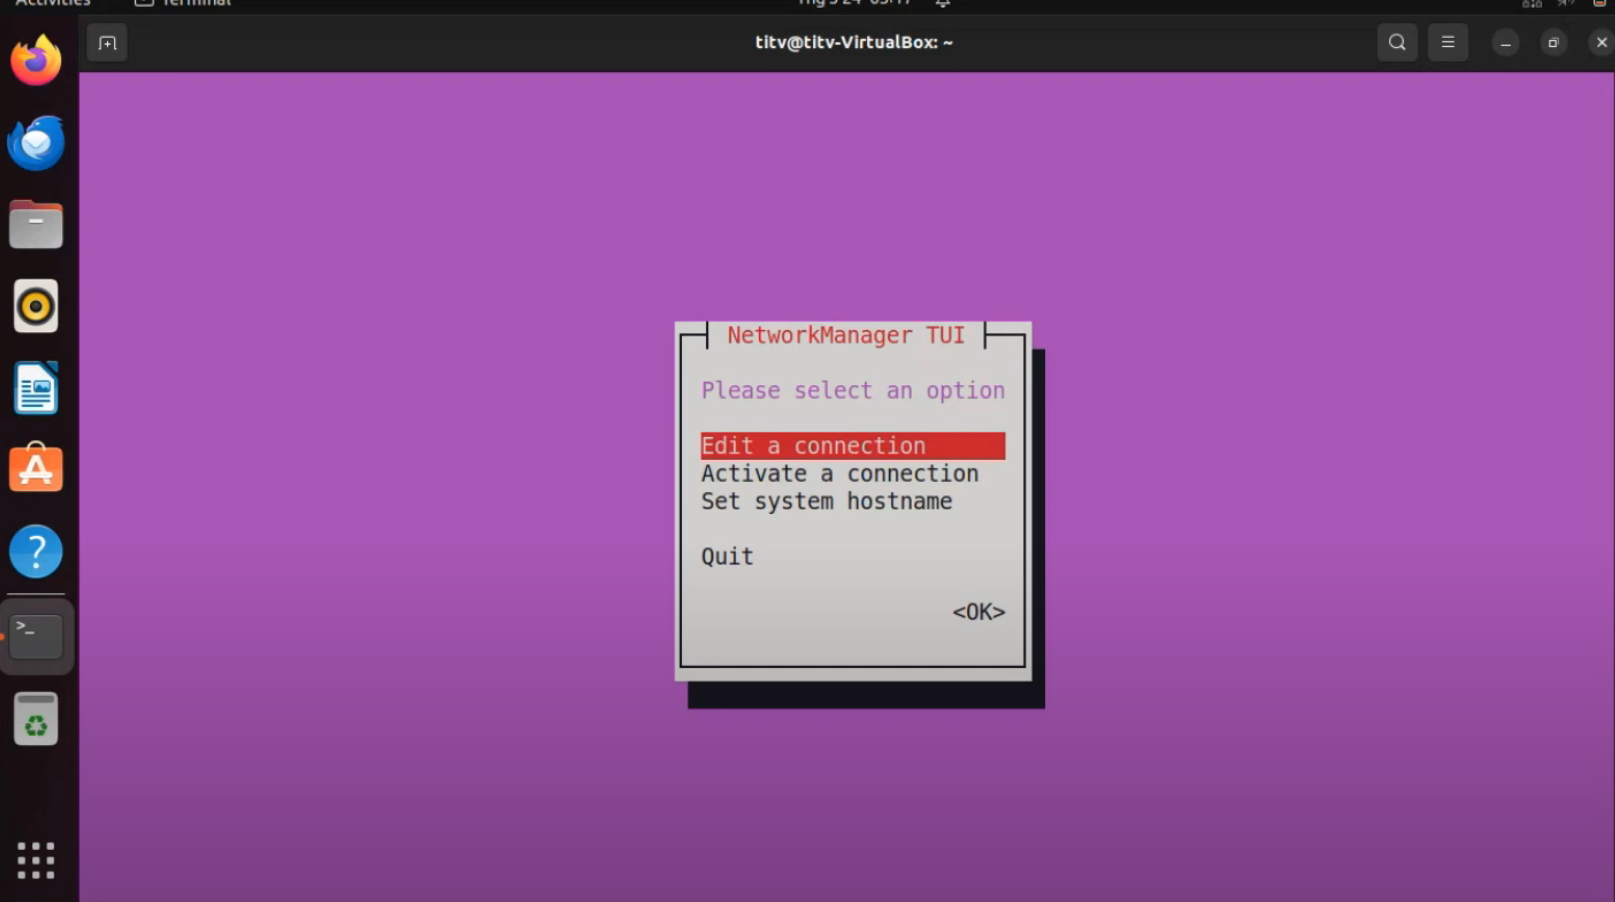 Activities
Terminal
titv@titv-VirtualBox: ~
NetworkManager TUI
Please select an option
Edit a connection
Activate a connection
Set system hostname
Quit
<OK>